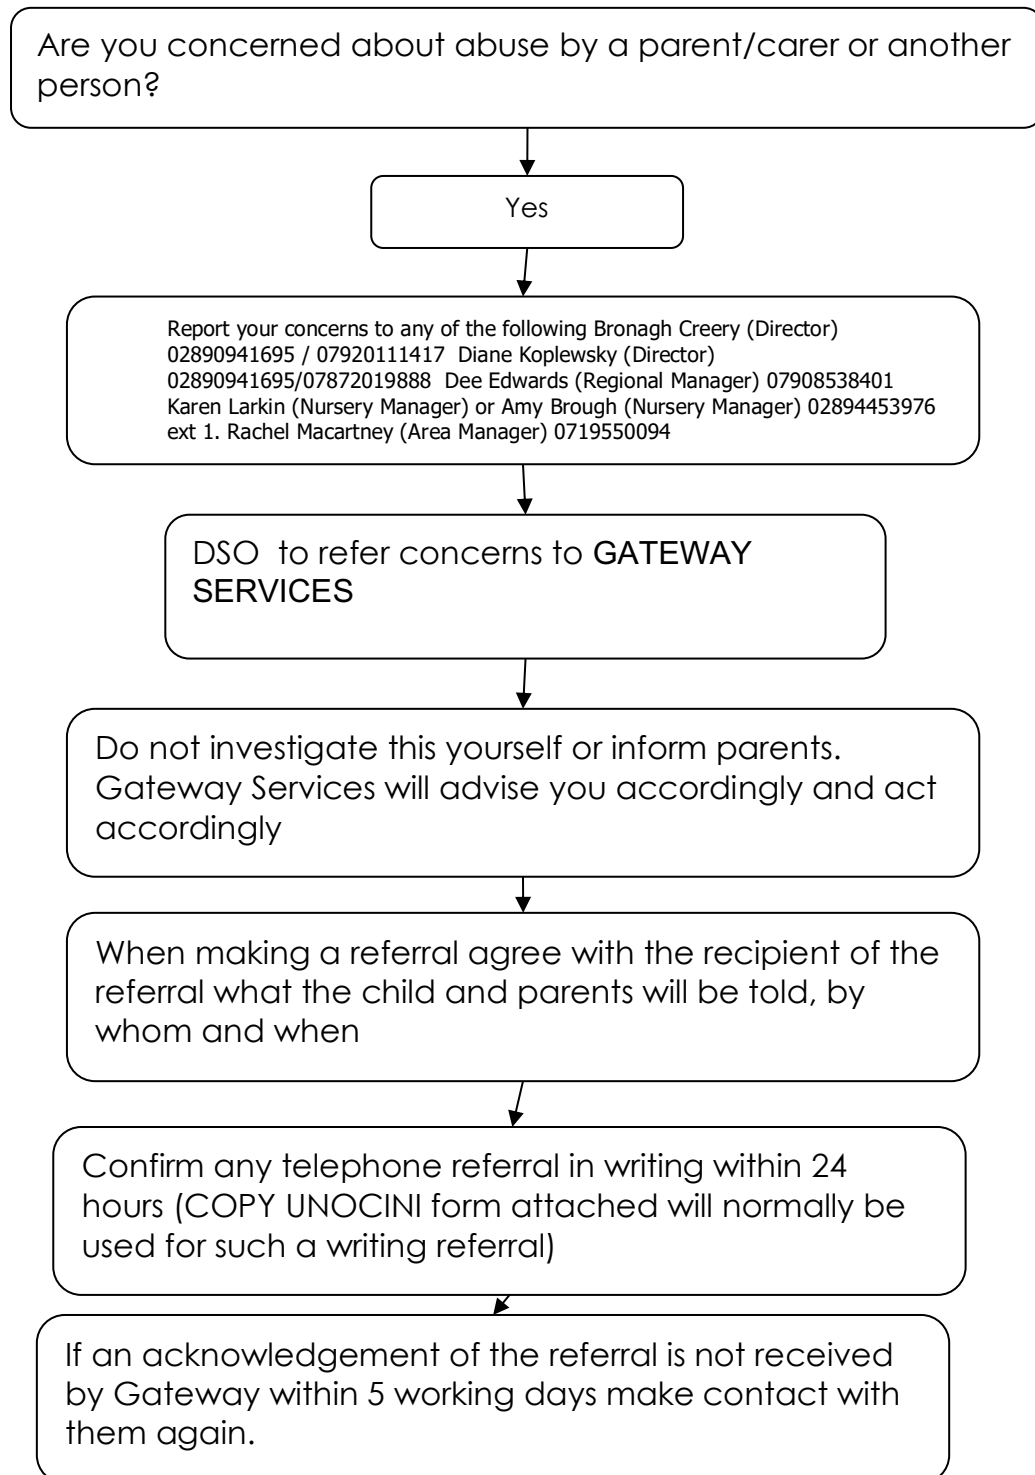 Are you concerned about abuse by a parent/carer or another
person?
Yes
Report your concerns to any of the following Bronagh Creery (Director)
02890941695 / 07920111417  Diane Koplewsky (Director)
02890941695/07872019888  Dee Edwards (Regional Manager) 07908538401
Karen Larkin (Nursery Manager) or Amy Brough (Nursery Manager) 02894453976
ext 1. Rachel Macartney (Area Manager) 0719550094
DSO  to refer concerns to GATEWAY
SERVICES
Do not investigate this yourself or inform parents.
Gateway Services will advise you accordingly and act
accordingly
When making a referral agree with the recipient of the
referral what the child and parents will be told, by
whom and when
Confirm any telephone referral in writing within 24
hours (COPY UNOCINI form attached will normally be
used for such a writing referral)
If an acknowledgement of the referral is not received
by Gateway within 5 working days make contact with
them again.